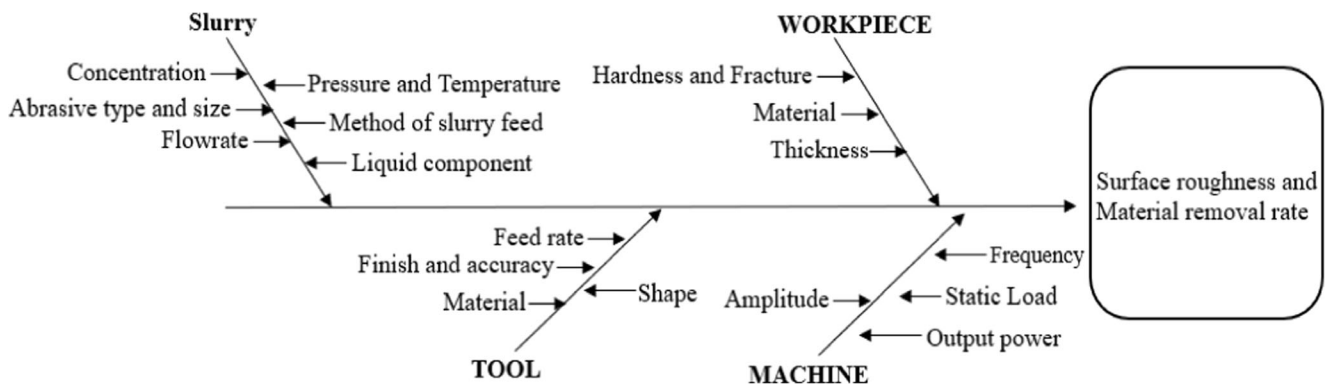 Slurry
Concentration
Pressure and Temperature
Abrasive type and size
Method of slurry feed
Flowrate
Liquid component
WORKPIECE
Hardness and Fracture
Material
Thickness
Surface roughness and
Material removal rate
Feed rate
Finish and accuracy
Shape
Material
TOOL
Frequency
Amplitude
Static Load
Output power
MACHINE